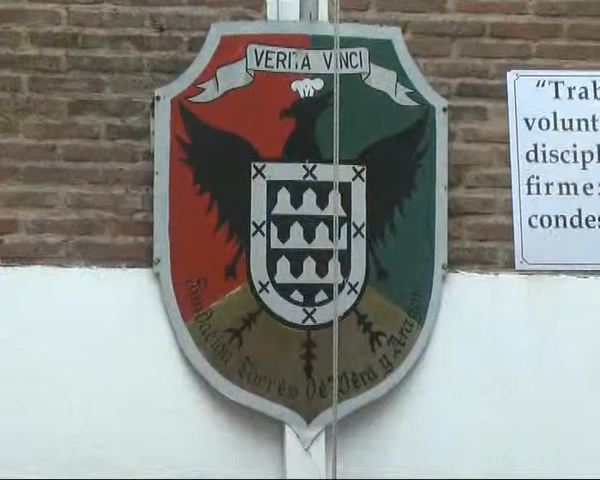 VERITA VINCI
Fundación Torres De Vera y Aragón
“Trab
volunt
discipl
firme
condes